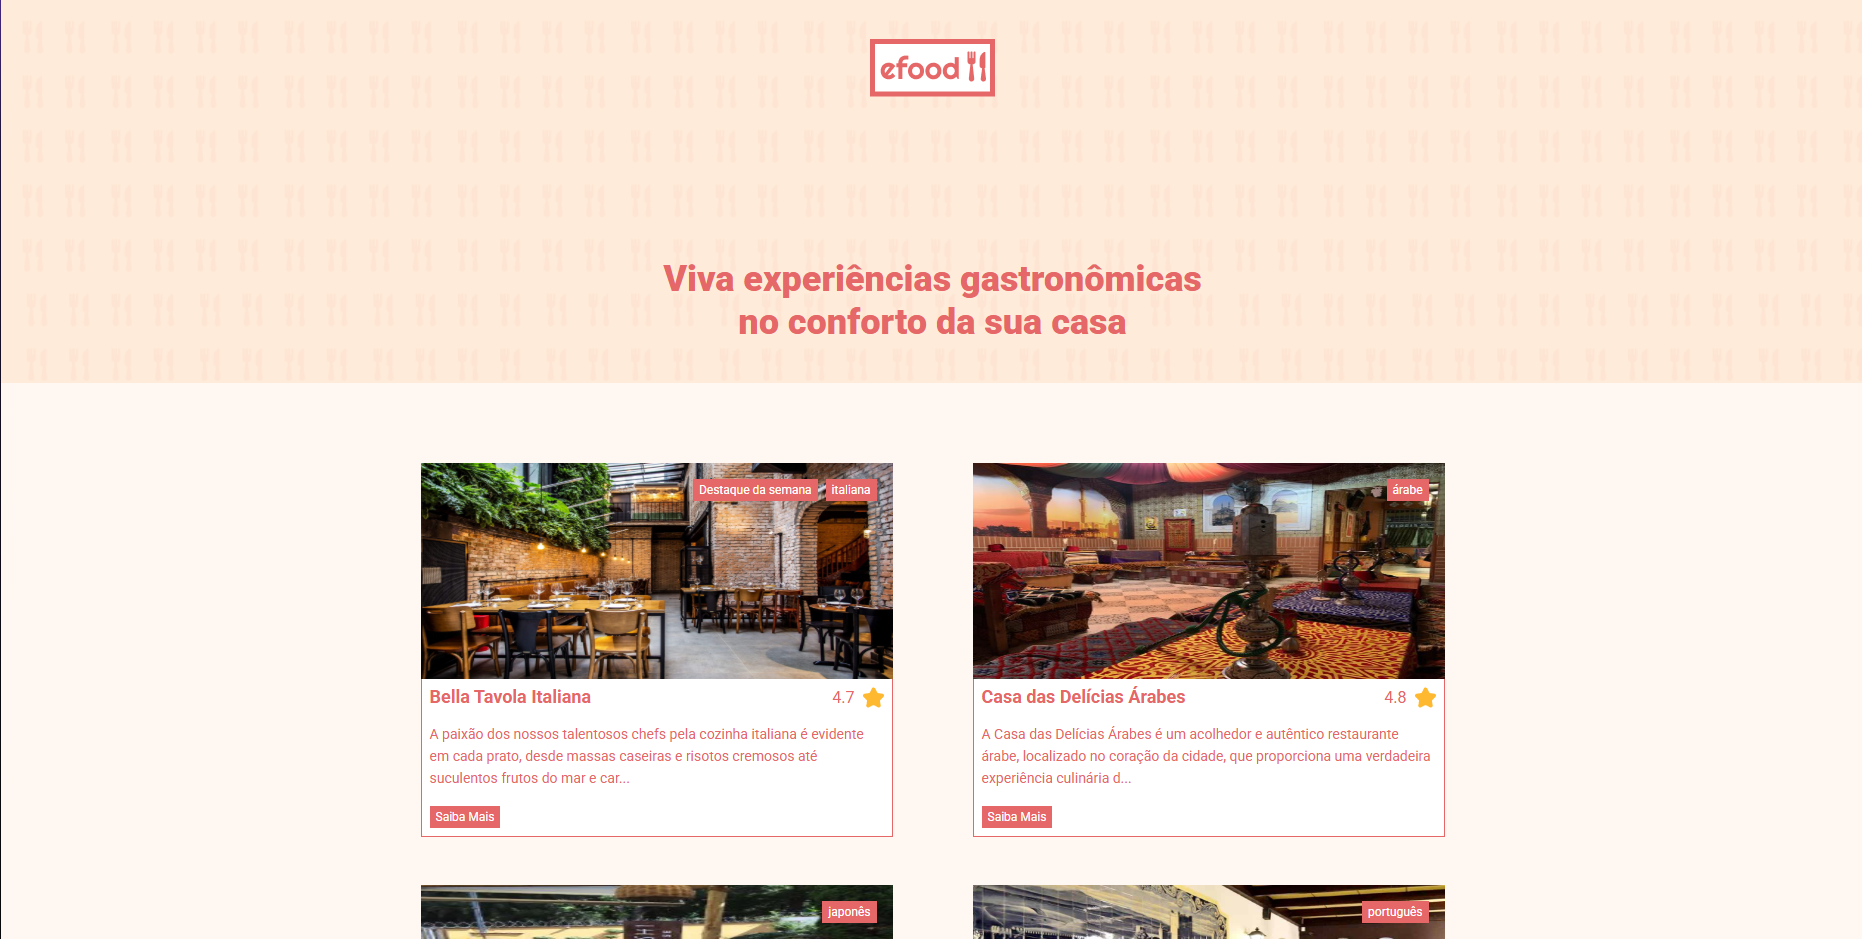 efood
Viva experiências gastronômicas
no conforto da sua casa
Destaque da semana
italiana
Bella Tavola Italiana
4.7
A paixão dos nossos talentosos chefs pela cozinha italiana é evidente
em cada prato, desde massas caseiras e risotos cremosos até
suculentos frutos do mar e car...
Saiba Mais
árabe
Casa das Delícias Árabes
4.8
A Casa das Delícias Árabes é um acolhedor e autêntico restaurante
árabe, localizado no coração da cidade, que proporciona uma verdadeira
experiência culinária d...
Saiba Mais
japonês
português